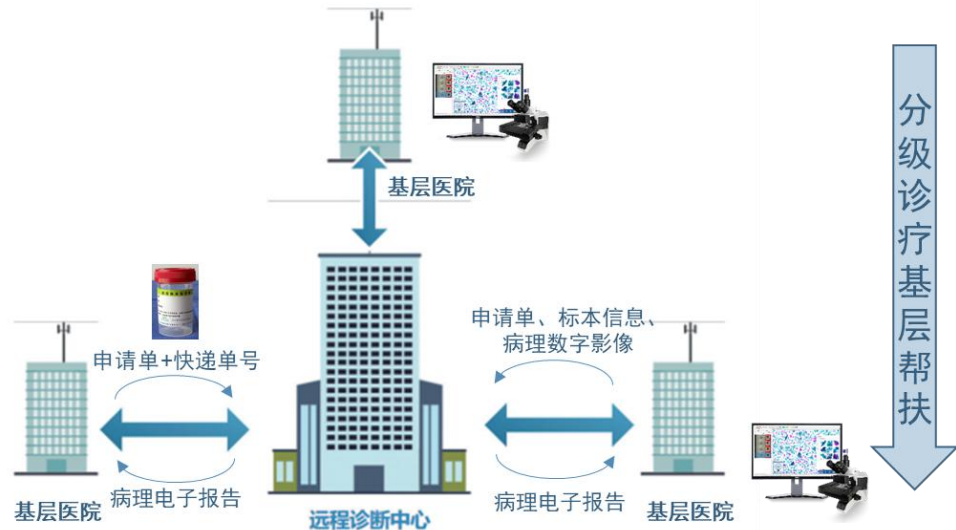 基层医院
申请单+快递单号
病理电子报告
基层医院
远程诊断中心
申请单、标本信息、
病理数字影像
病理电子报告
基层医院
分级诊疗基层帮扶